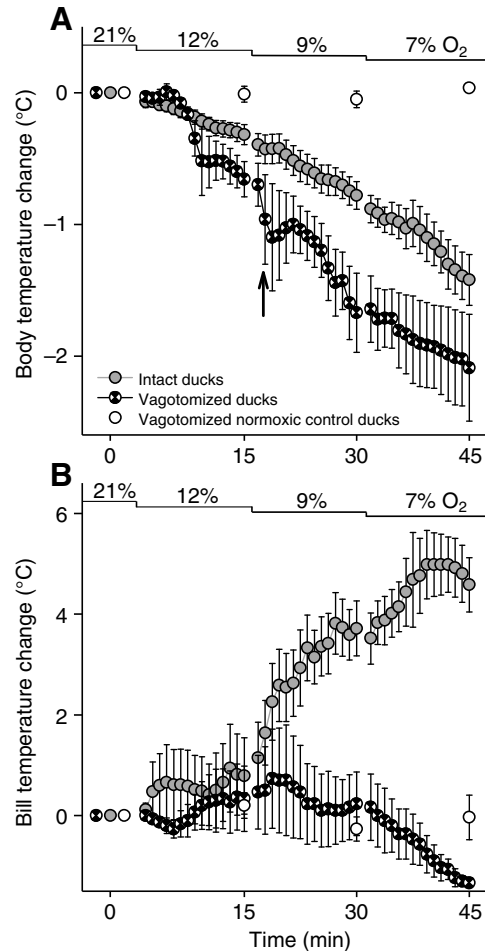 A
21% 12% 9% 7% O₂
Body temperature change (°C)
0
−1
−2
Intact ducks
Vagotomized ducks
Vagotomized normoxic control ducks
0 15 30 45
B
21% 12% 9% 7% O₂
Bill temperature change (°C)
6
4
2
0
0 15 30 45
Time (min)